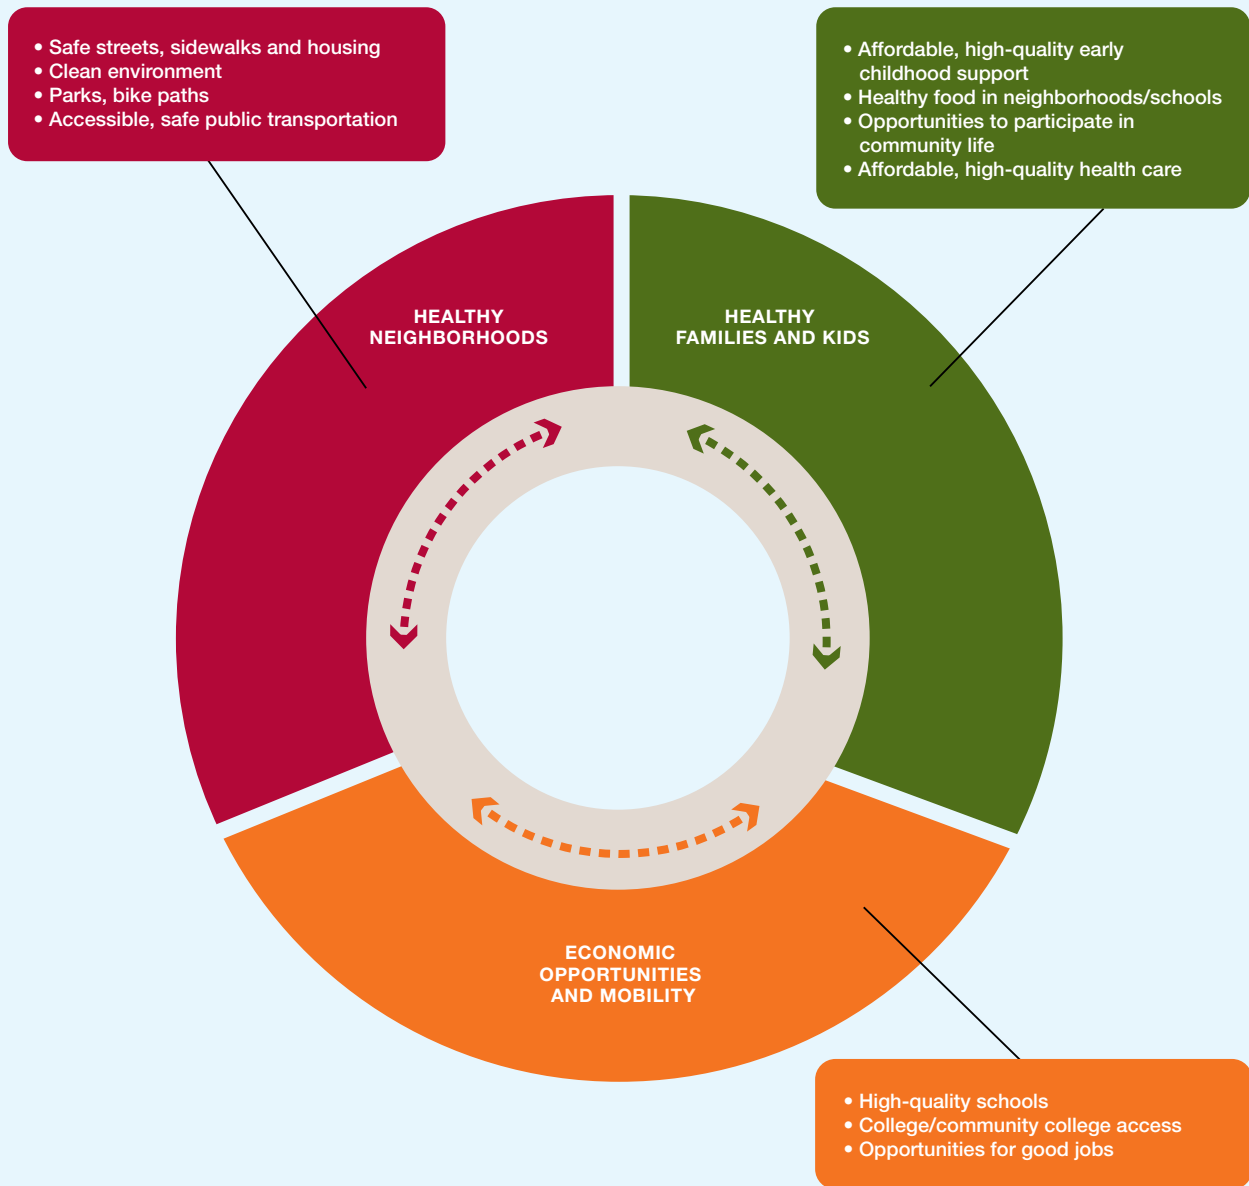 • Safe streets, sidewalks and housing
• Clean environment
• Parks, bike paths
• Accessible, safe public transportation
• Affordable, high-quality early
childhood support
• Healthy food in neighborhoods/schools
• Opportunities to participate in
community life
• Affordable, high-quality health care
HEALTHY
NEIGHBORHOODS
HEALTHY
FAMILIES AND KIDS
ECONOMIC
OPPORTUNITIES
AND MOBILITY
• High-quality schools
• College/community college access
• Opportunities for good jobs